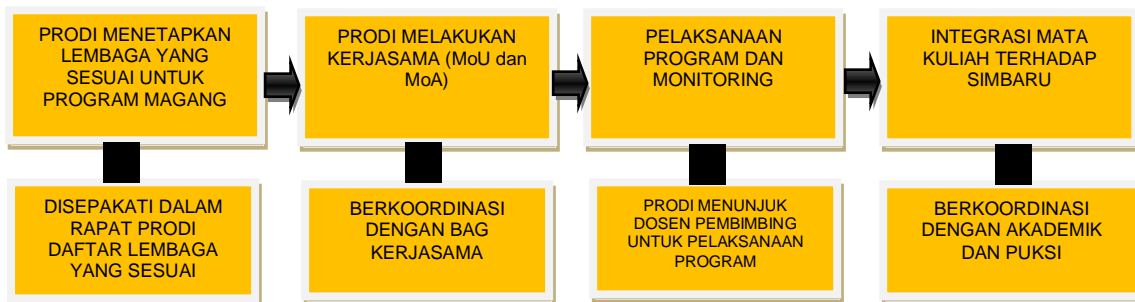 PRODI MENETAPKAN
LEMBAGA YANG
SESUAI UNTUK
PROGRAM MAGANG
PRODI MELAKUKAN
KERJASAMA (MoU dan
MoA)
PELAKSANAAN
PROGRAM DAN
MONITORING
INTEGRASI MATA
KULIAH TERHADAP
SIMBARU
DISEPAKATI DALAM
RAPAT PRODI
DAFTAR LEMBAGA
YANG SESUAI
BERKOORDINASI
DENGAN BAG
KERJASAMA
PRODI MENUNJUK
DOSEN PEMBIMBING
UNTUK PELAKSANAAN
PROGRAM
BERKOORDINASI
DENGAN AKADEMIK
DAN PUKSI